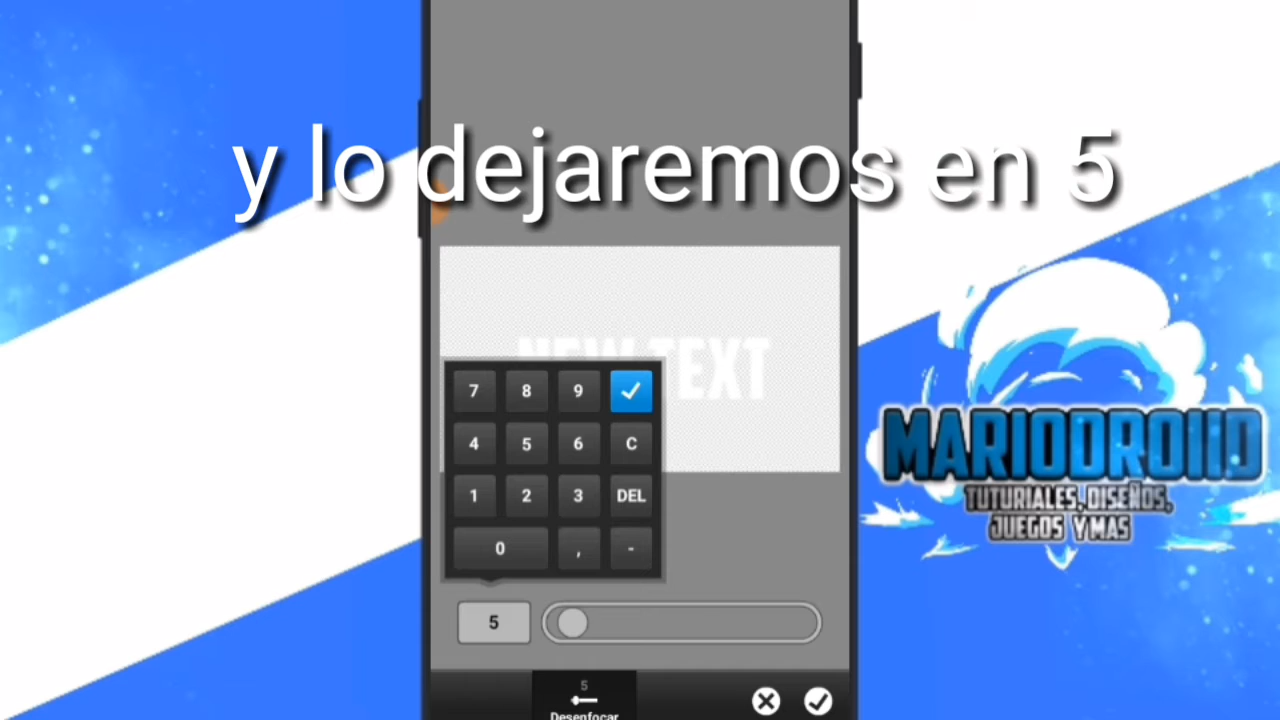 y lo dejaremos en 5
NEW TEXT
7 8 9
4 5 6 C
1 2 3 DEL
0 , -
5
5
Desenfocar
MARIODROIID
TUTURIALES, DISEÑOS,
JUEGOS Y MAS